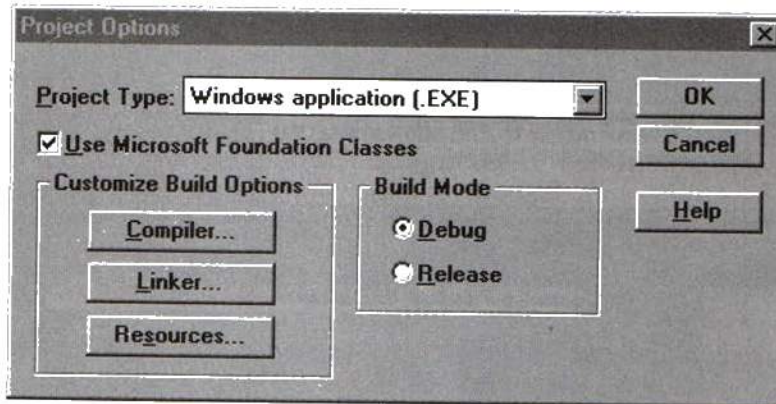 Project Options
Project Type: Windows application (.EXE)
OK
Use Microsoft Foundation Classes
Cancel
Customize Build Options
Build Mode
Help
Compiler...
Debug
Linker...
Release
Resources...